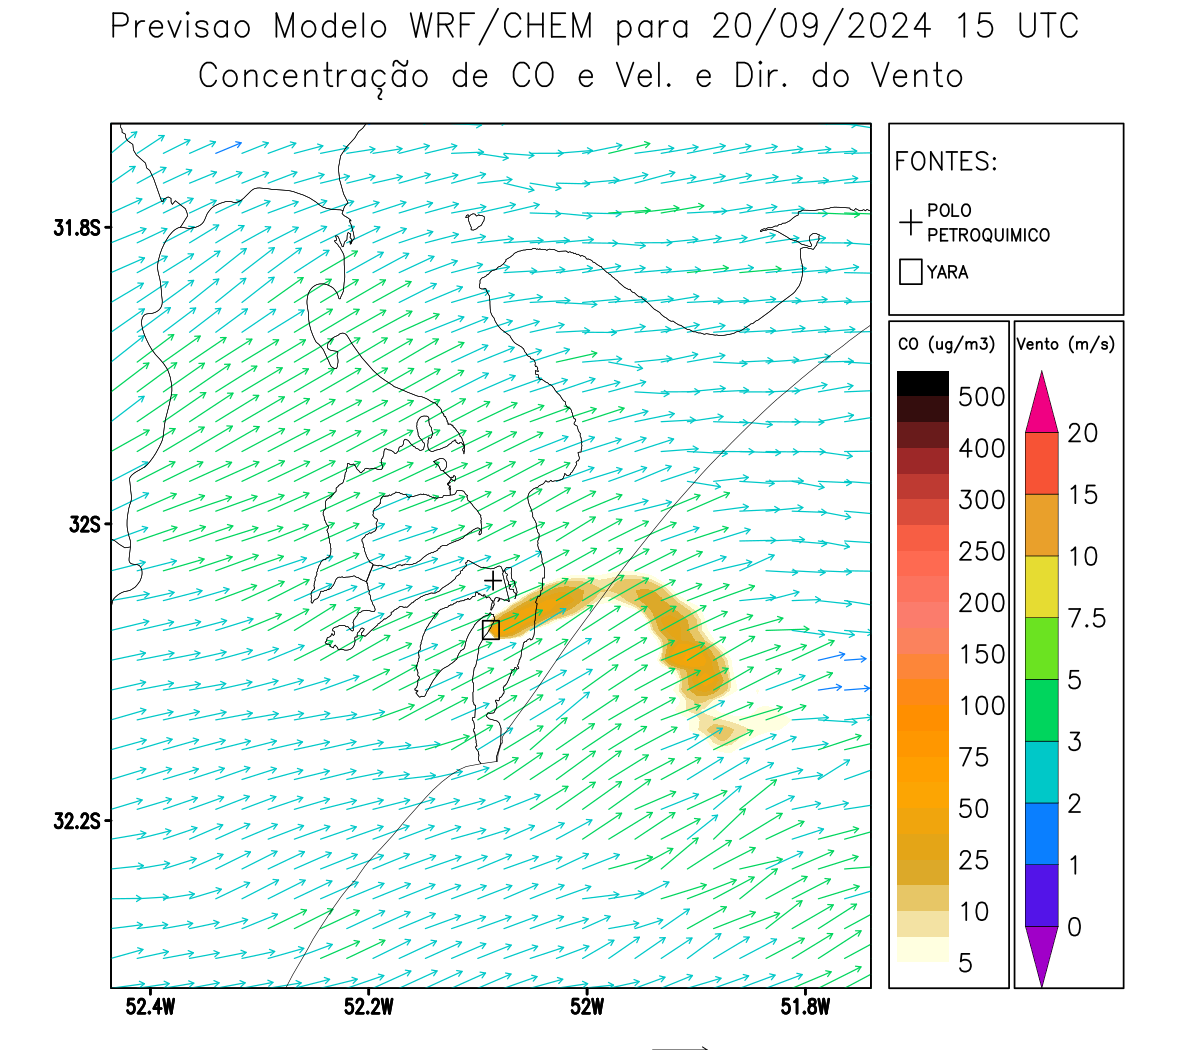 Previsao Modelo WRF/CHEM para 20/09/2024 15 UTC
Concentração de CO e Vel. e Dir. do Vento
FONTES:
POLO
PETROQUIMICO
YARA
CO (ug/m3)
500
400
300
250
200
150
100
75
50
25
10
5
Vento (m/s)
20
15
10
7.5
5
3
2
1
0
31.8S
32S
32.2S
52.4W
52.2W
52W
51.8W